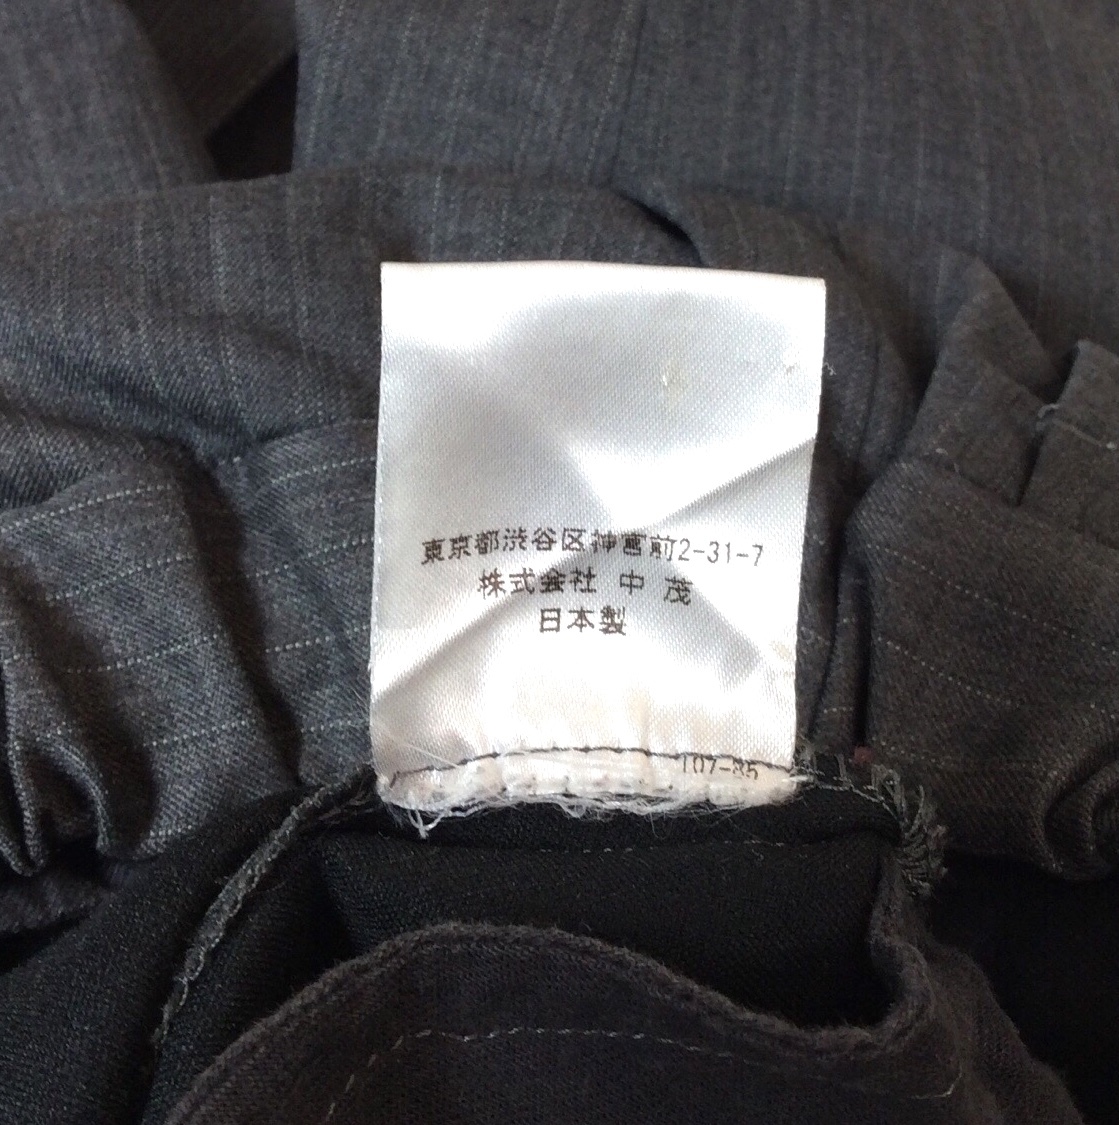 東京都渋谷区神宮前2-31-7
株式会社 中 茂
日本製
107-85